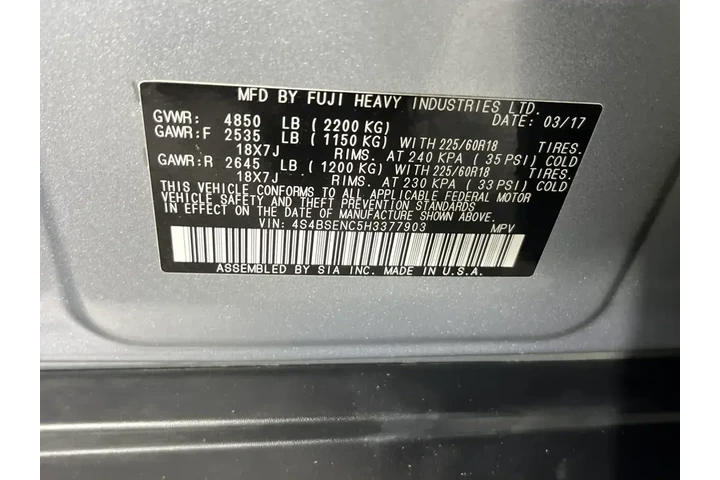 MFD BY FUJI HEAVY INDUSTRIES LTD.
GVWR: 4850 LB (2200 KG) DATE: 03/17
GAWR:F 2535 LB (1150 KG) WITH 225/60R18 TIRES.
18X7J RIMS. AT 240 KPA (35 PSI) COLD
GAWR:R 2645 LB (1200 KG) WITH 225/60R18 TIRES.
18X7J RIMS. AT 230 KPA (33 PSI) COLD
THIS VEHICLE CONFORMS TO ALL APPLICABLE FEDERAL MOTOR
VEHICLE SAFETY AND THEFT PREVENTION STANDARDS IN EFFECT
ON THE DATE OF MANUFACTURE SHOWN ABOVE.
VIN: 4S4BSENC5H3377903 MPV
ASSEMBLED BY SIA INC. MADE IN U.S.A.